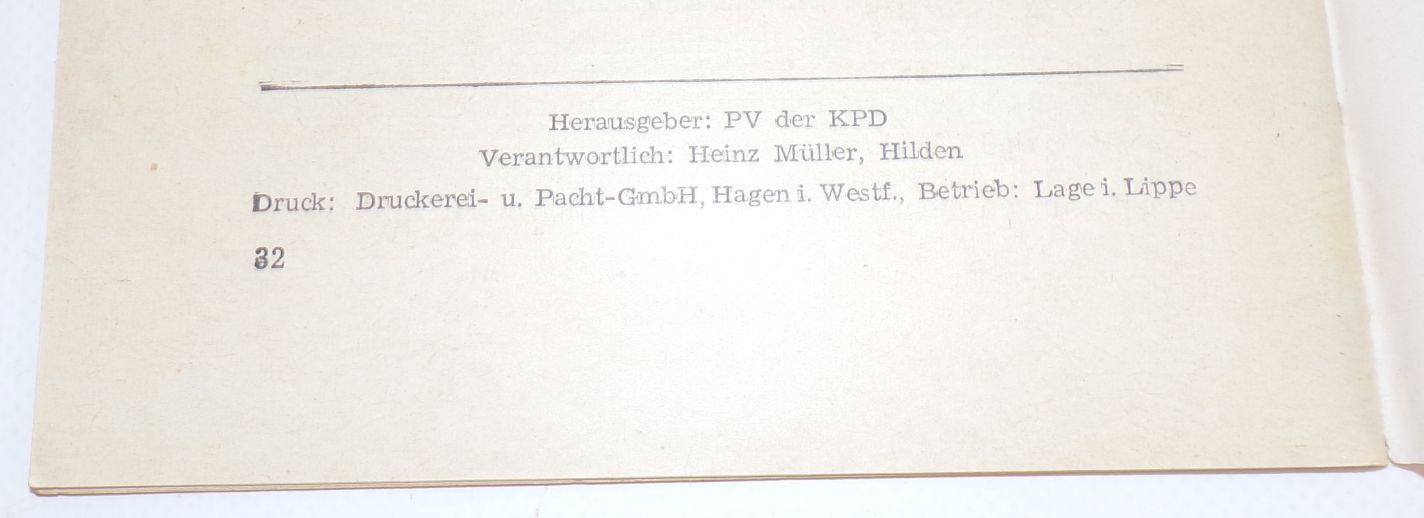 Herausgeber: PV der KPD
Verantwortlich: Heinz Müller, Hilden
Druck: Druckerei- u. Pacht-GmbH, Hagen i. Westf., Betrieb: Lage i. Lippe
32